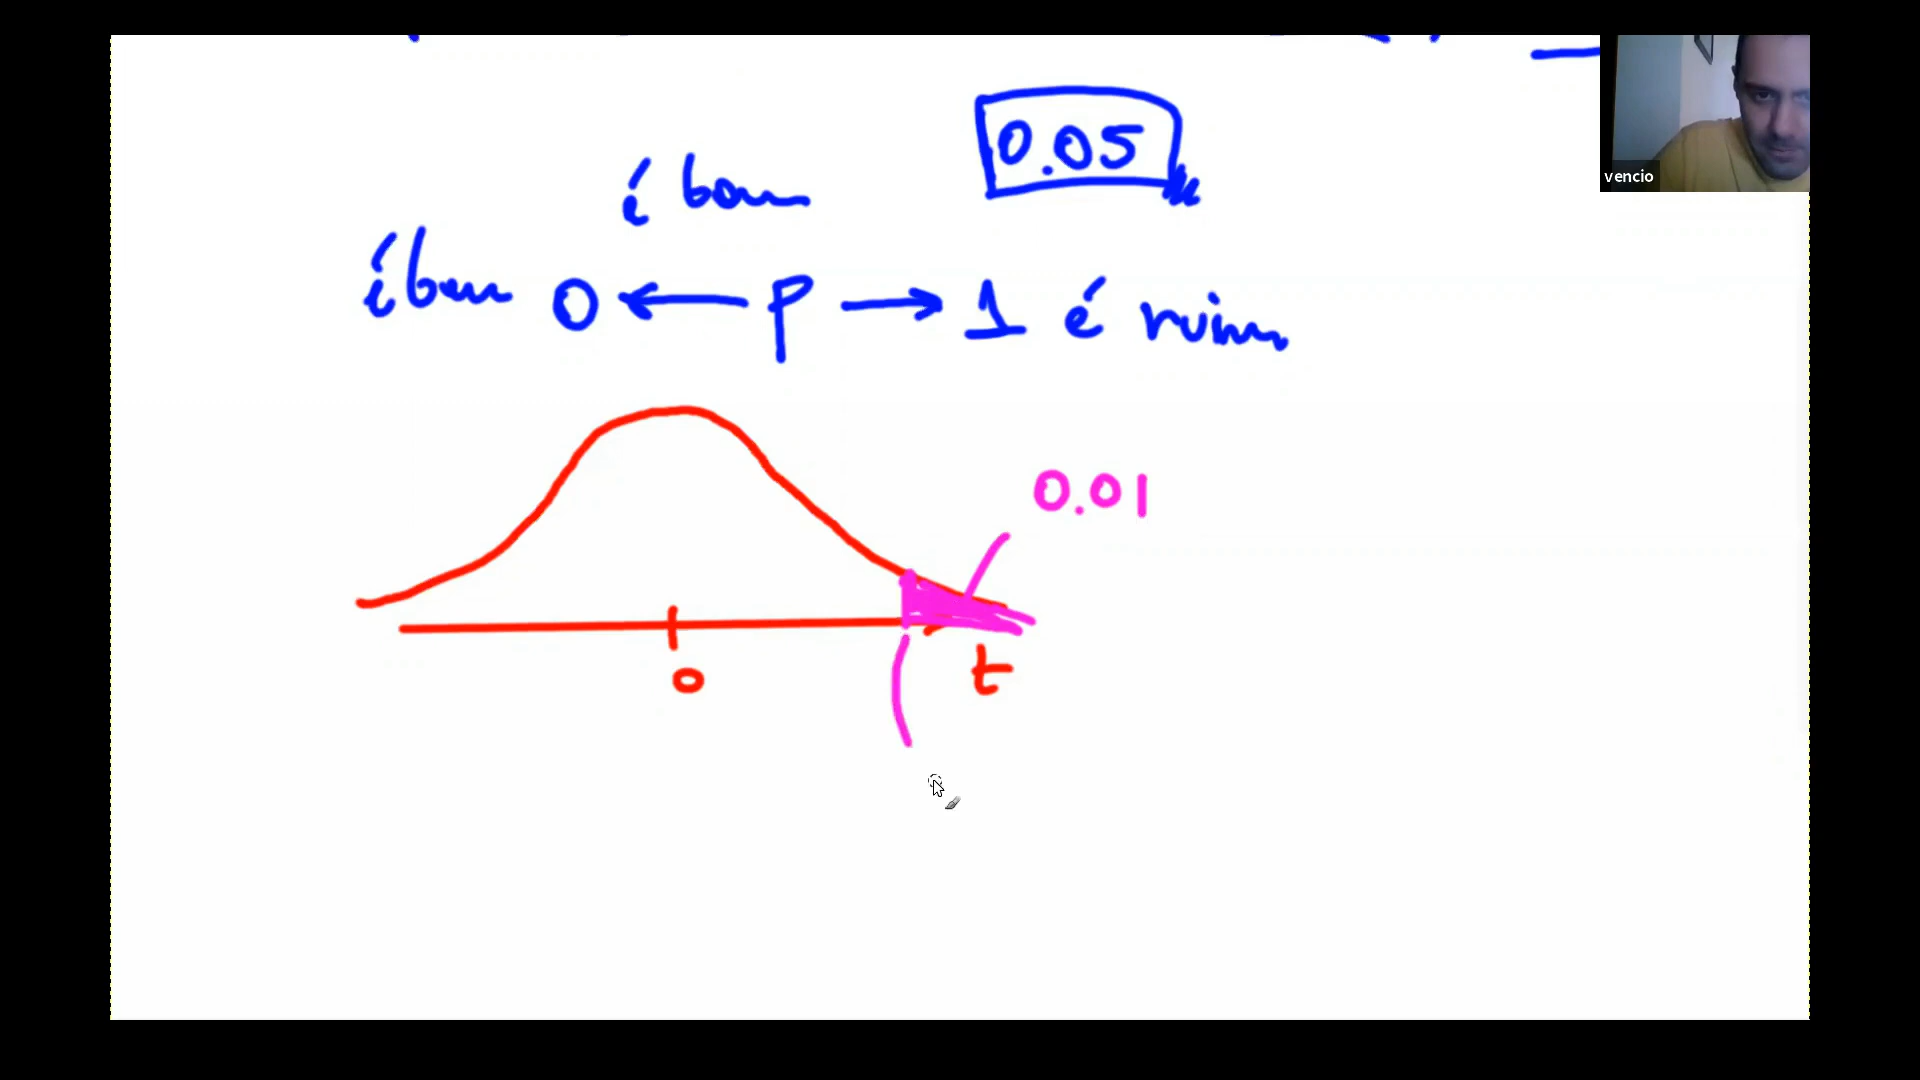 0.05
é bom
é bom 0 ← p → 1 é ruim
0.01
0
t
vencio